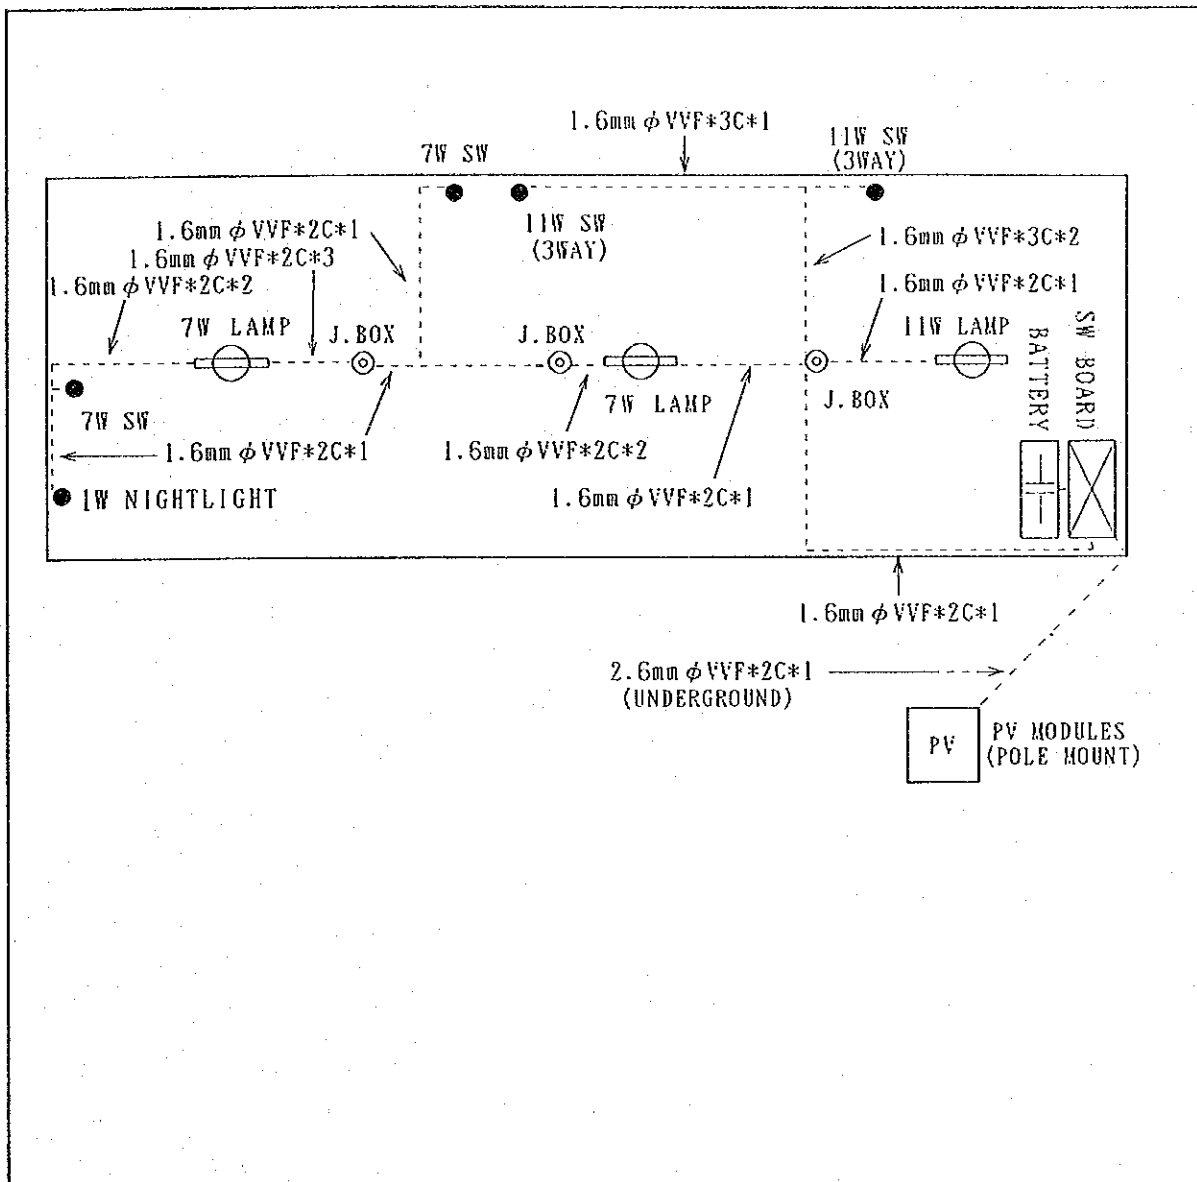 1.6mm φ VVF*3C*1
7W SW
11W SW
(3WAY)
1.6mm φ VVF*2C*1
1.6mm φ VVF*2C*3
1.6mm φ VVF*2C*2
11W SW
(3WAY)
1.6mm φ VVF*3C*2
1.6mm φ VVF*2C*1
7W LAMP
J.BOX
J.BOX
11W LAMP
BATTERY
SW BOARD
7W SW
7W LAMP
J.BOX
1.6mm φ VVF*2C*1
1.6mm φ VVF*2C*2
1W NIGHTLIGHT
1.6mm φ VVF*2C*1
1.6mm φ VVF*2C*1
2.6mm φ VVF*2C*1
(UNDERGROUND)
PV
PV MODULES
(POLE MOUNT)